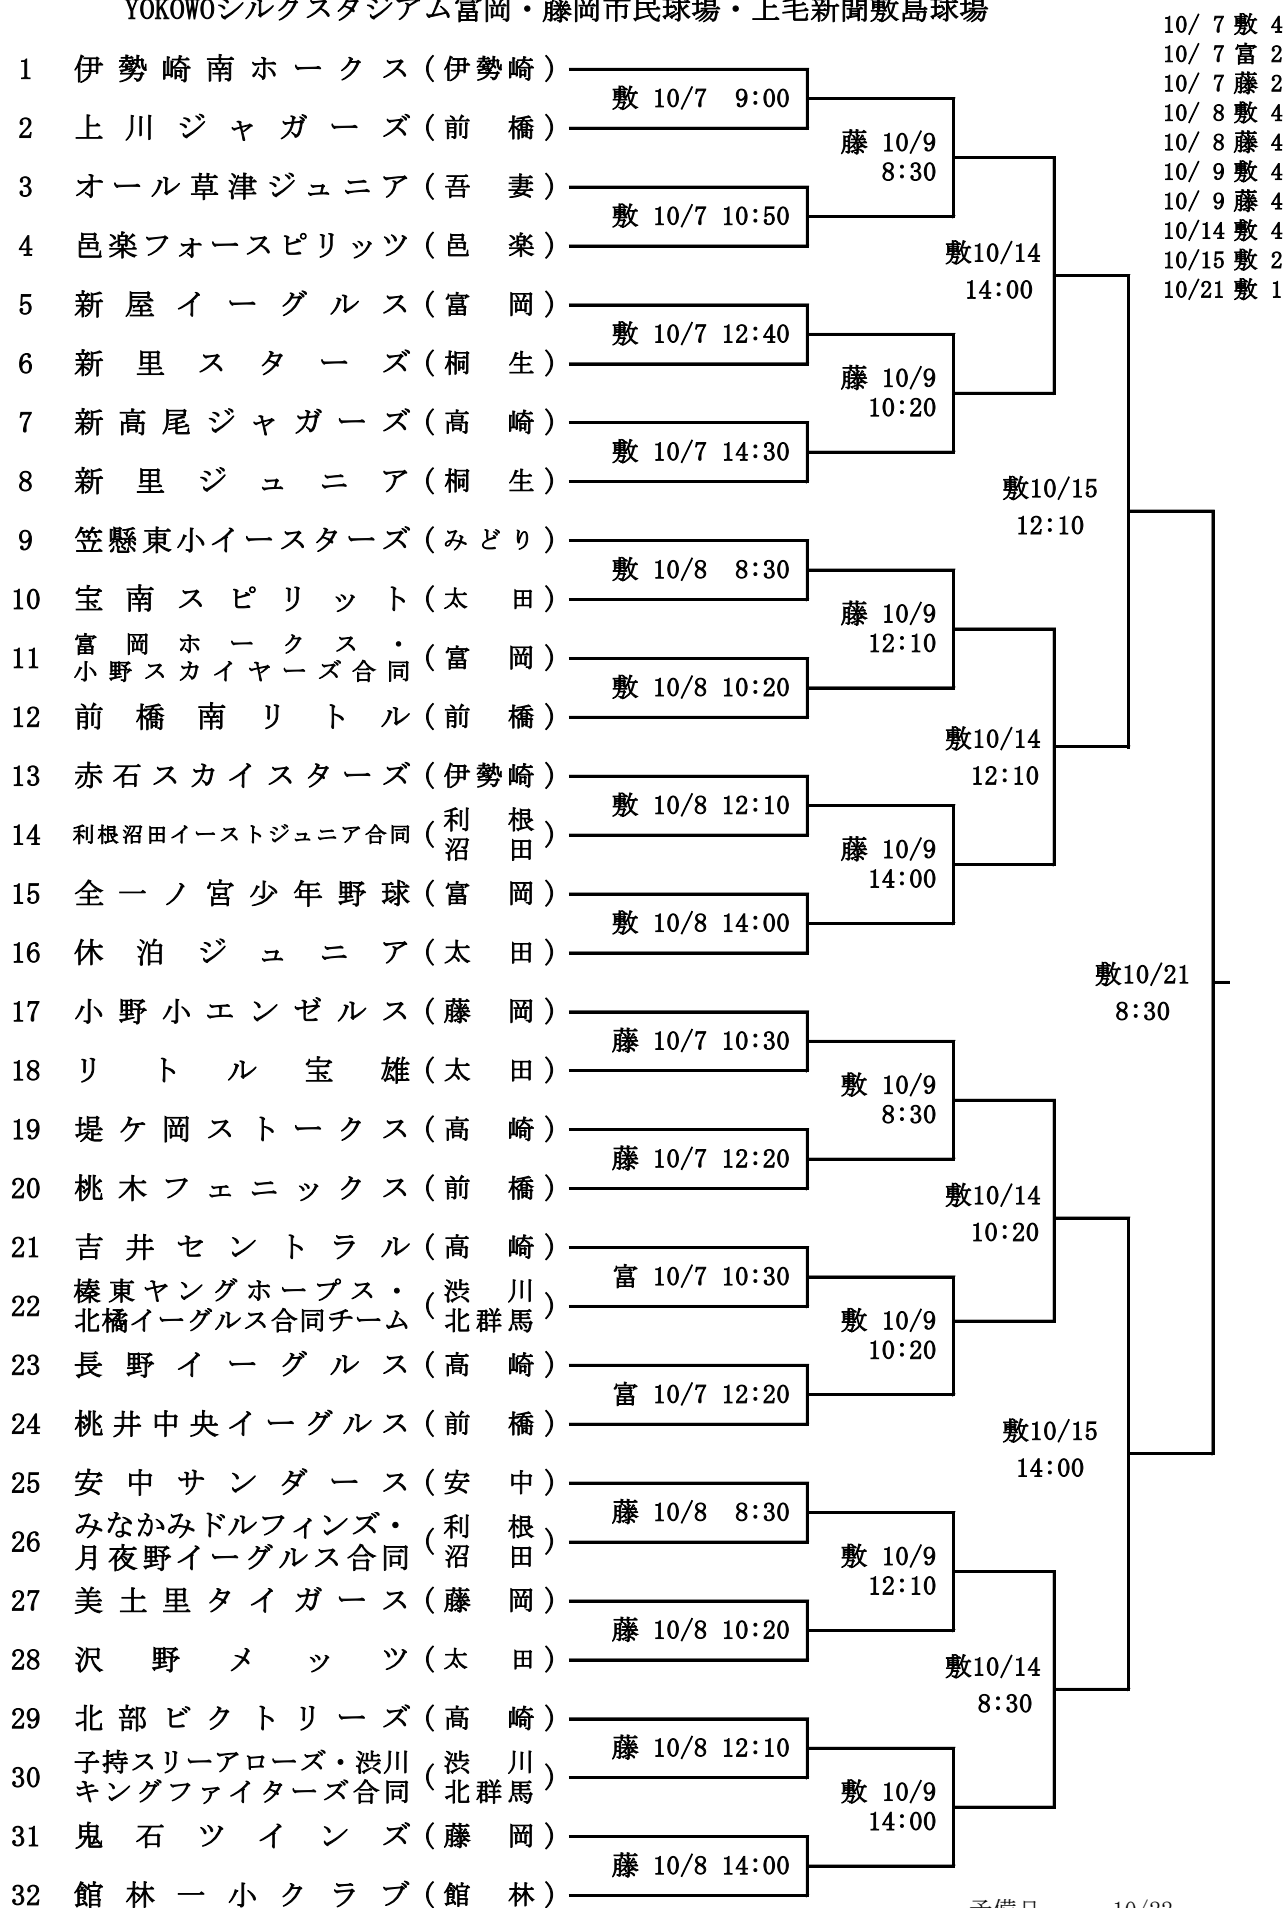 YOKOWOシルクスタジアム富岡・藤岡市民球場・上毛新聞敷島球場
10/ 7 敷 4
10/ 7 富 2
10/ 7 藤 2
10/ 8 敷 4
10/ 8 藤 4
10/ 9 敷 4
10/ 9 藤 4
10/14 敷 4
10/15 敷 2
10/21 敷 1
1 伊勢崎南ホークス(伊勢崎)
敷 10/7 9:00
2 上川ジャガーズ(前橋)
藤 10/9
8:30
3 オール草津ジュニア(吾妻)
敷 10/7 10:50
4 邑楽フォースピリッツ(邑楽)
敷10/14
14:00
5 新屋イーグルス(富岡)
敷 10/7 12:40
6 新里スターズ(桐生)
藤 10/9
10:20
7 新高尾ジャガーズ(高崎)
敷 10/7 14:30
8 新里ジュニア(桐生)
敷10/15
12:10
9 笠懸東小イースターズ(みどり)
敷 10/8 8:30
10 宝南スピリット(太田)
藤 10/9
12:10
11 富岡ホークス・
小野スカイヤーズ合同(富岡)
敷 10/8 10:20
12 前橋南リトル(前橋)
敷10/14
12:10
13 赤石スカイスターズ(伊勢崎)
敷 10/8 12:10
14 利根沼田イーストジュニア合同(利根
沼田)
藤 10/9
14:00
15 全一ノ宮少年野球(富岡)
敷 10/8 14:00
16 休泊ジュニア(太田)
敷10/21
8:30
17 小野小エンゼルス(藤岡)
藤 10/7 10:30
18 リトル宝雄(太田)
敷 10/9
8:30
19 堤ケ岡ストークス(高崎)
藤 10/7 12:20
20 桃木フェニックス(前橋)
敷10/14
10:20
21 吉井セントラル(高崎)
富 10/7 10:30
22 榛東ヤングホープス・
北橘イーグルス合同チーム(渋川
北群馬)
敷 10/9
10:20
23 長野イーグルス(高崎)
富 10/7 12:20
24 桃井中央イーグルス(前橋)
敷10/15
14:00
25 安中サンダース(安中)
藤 10/8 8:30
26 みなかみドルフィンズ・
月夜野イーグルス合同(利根
沼田)
敷 10/9
12:10
27 美土里タイガース(藤岡)
藤 10/8 10:20
28 沢野メッツ(太田)
敷10/14
8:30
29 北部ビクトリーズ(高崎)
藤 10/8 12:10
30 子持スリーアローズ・渋川
キングファイターズ合同(渋川
北群馬)
敷 10/9
14:00
31 鬼石ツインズ(藤岡)
藤 10/8 14:00
32 館林一小クラブ(館林)
予備日 10/22